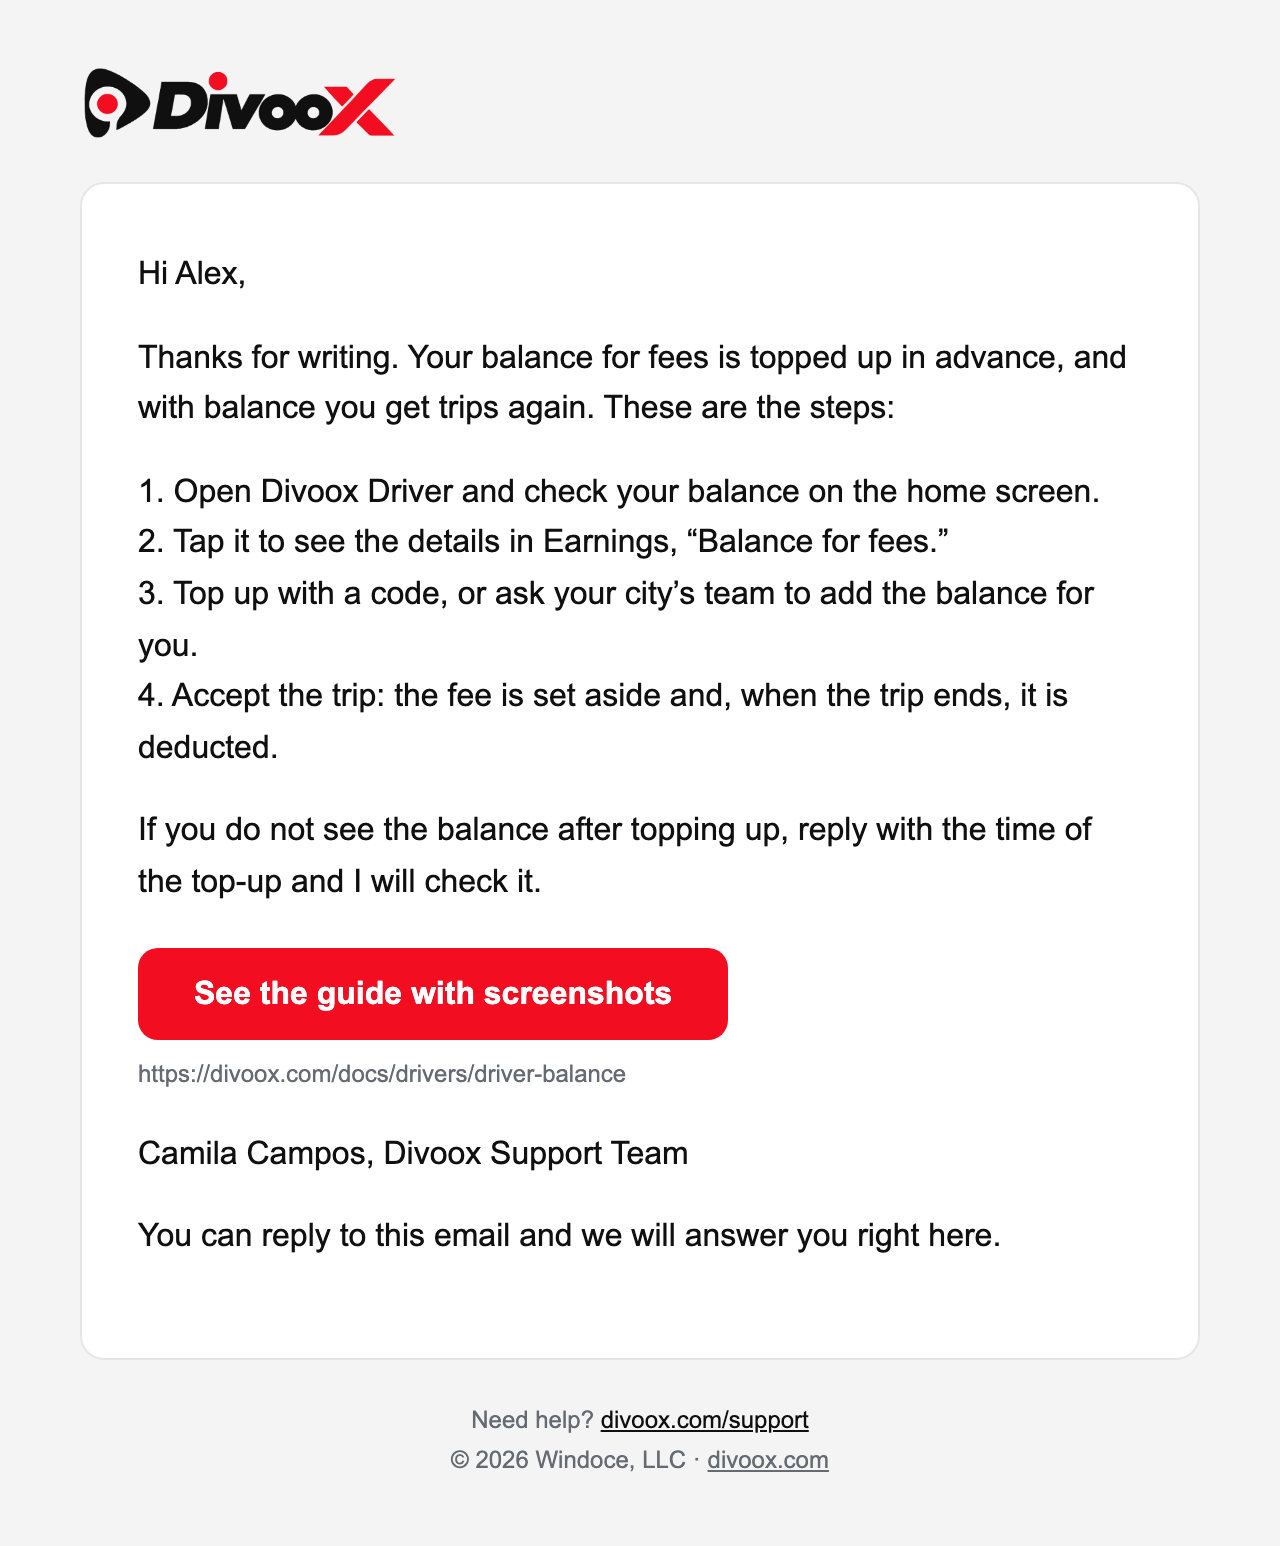 DivooX
Hi Alex,
Thanks for writing. Your balance for fees is topped up in advance, and
with balance you get trips again. These are the steps:
1. Open Divoox Driver and check your balance on the home screen.
2. Tap it to see the details in Earnings, “Balance for fees.”
3. Top up with a code, or ask your city’s team to add the balance for
you.
4. Accept the trip: the fee is set aside and, when the trip ends, it is
deducted.
If you do not see the balance after topping up, reply with the time of
the top-up and I will check it.
See the guide with screenshots
https://divoox.com/docs/drivers/driver-balance
Camila Campos, Divoox Support Team
You can reply to this email and we will answer you right here.
Need help? divoox.com/support
© 2026 Windoce, LLC · divoox.com